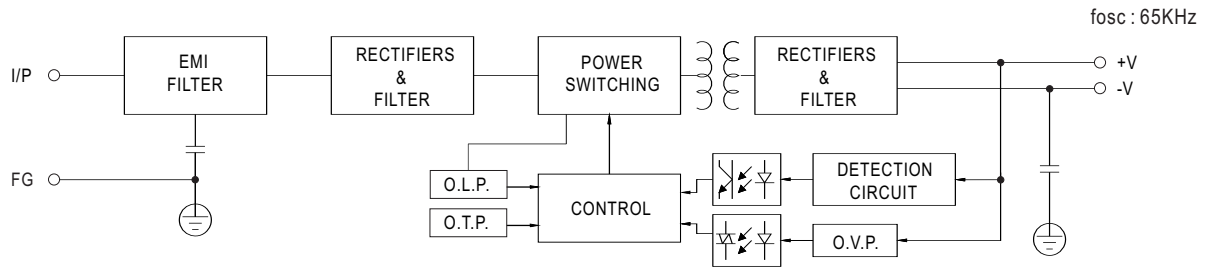 fosc : 65KHz
I/P
EMI
FILTER
RECTIFIERS
&
FILTER
POWER
SWITCHING
RECTIFIERS
&
FILTER
+V
-V
FG
O.L.P.
O.T.P.
CONTROL
DETECTION
CIRCUIT
O.V.P.